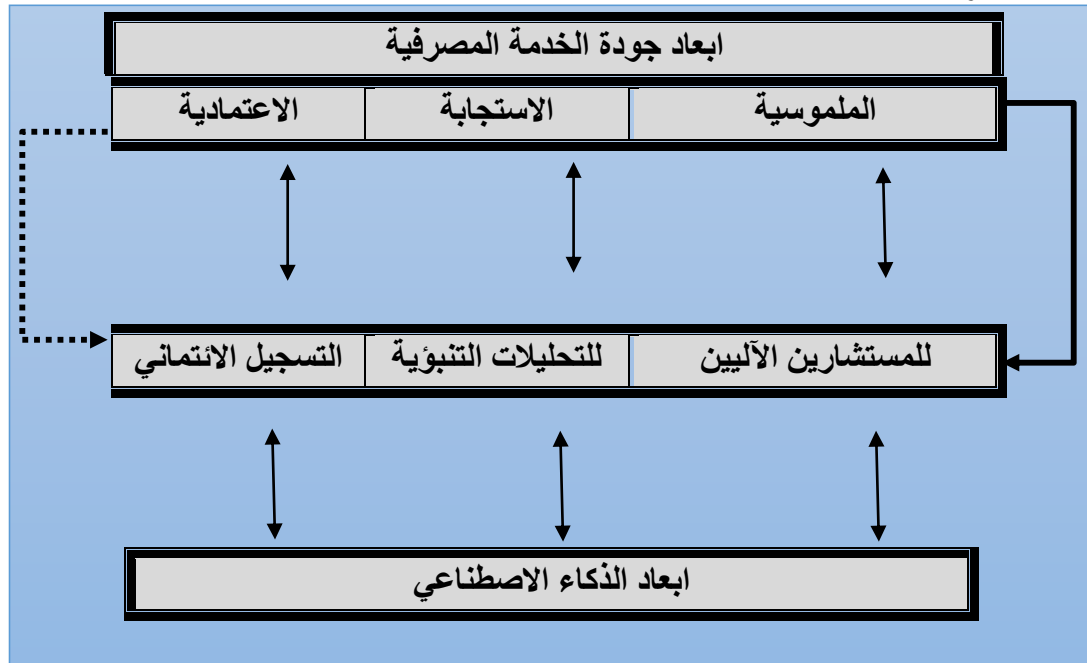 ابعاد جودة الخدمة المصرفية
الملموسية الاستجابة الاعتمادية
للمستشارين الآليين للتحليلات التنبؤية التسجيل الائتماني
ابعاد الذكاء الاصطناعي